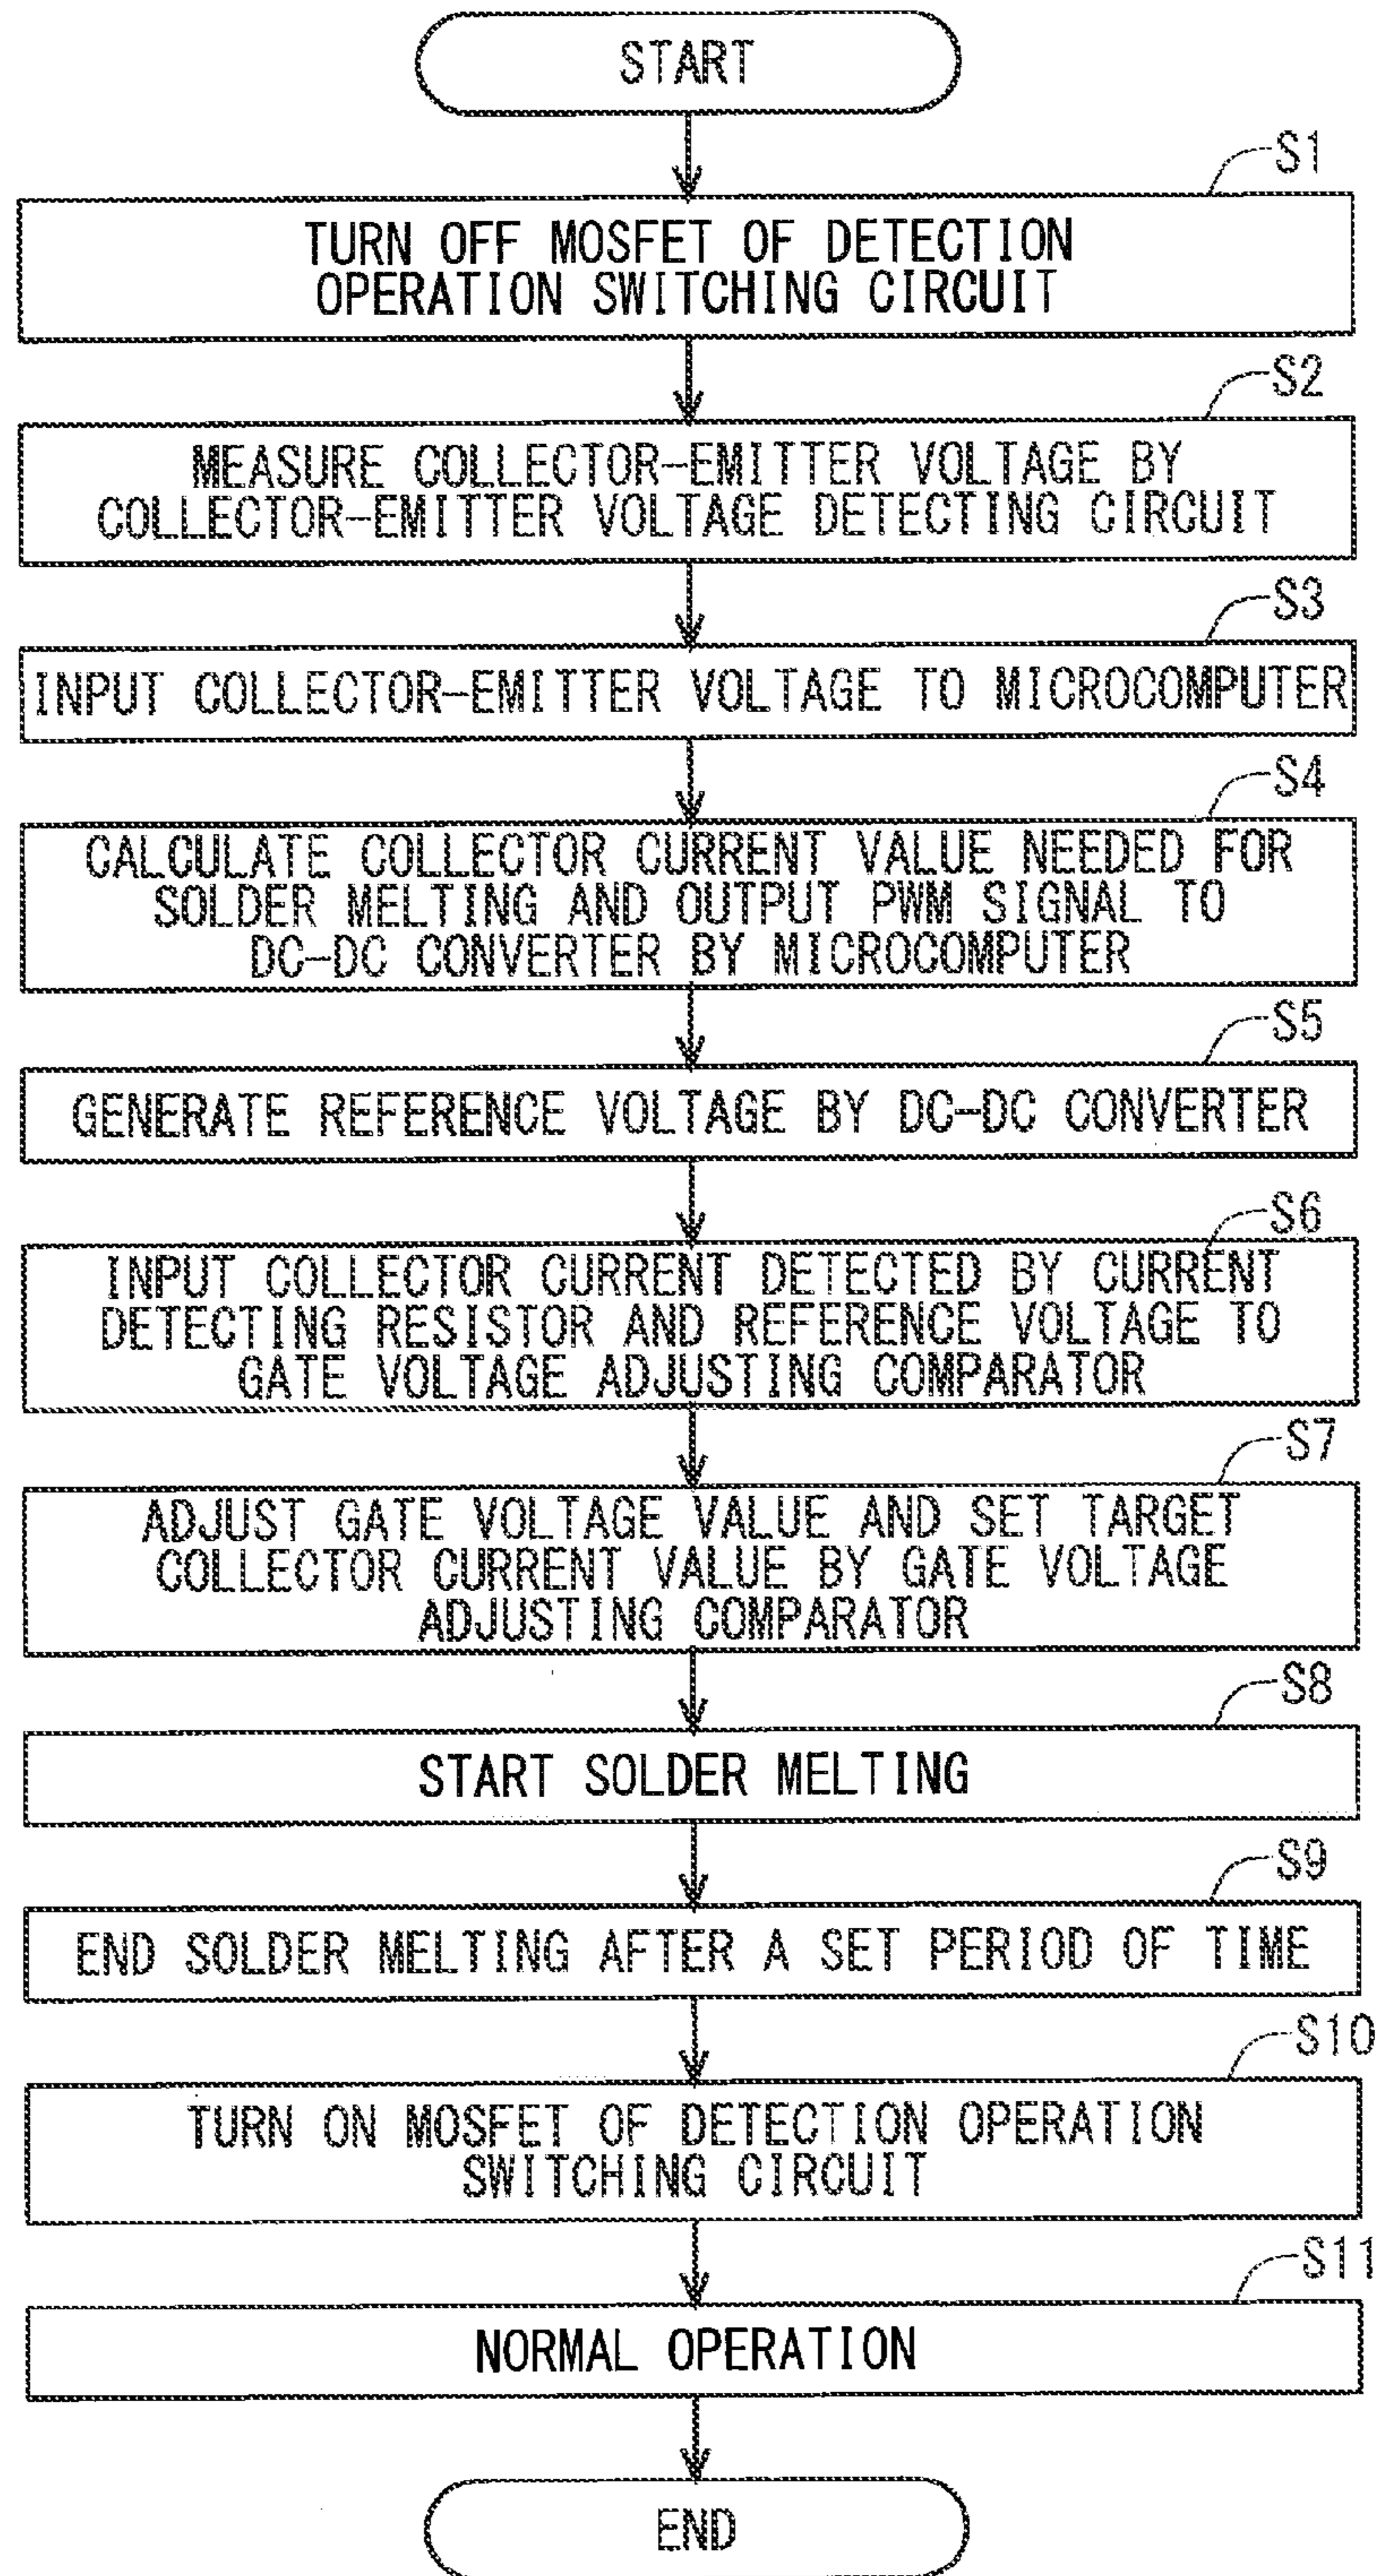 START
S1
TURN OFF MOSFET OF DETECTION
OPERATION SWITCHING CIRCUIT
S2
MEASURE COLLECTOR-EMITTER VOLTAGE BY
COLLECTOR-EMITTER VOLTAGE DETECTING CIRCUIT
S3
INPUT COLLECTOR-EMITTER VOLTAGE TO MICROCOMPUTER
S4
CALCULATE COLLECTOR CURRENT VALUE NEEDED FOR
SOLDER MELTING AND OUTPUT PWM SIGNAL TO
DC-DC CONVERTER BY MICROCOMPUTER
S5
GENERATE REFERENCE VOLTAGE BY DC-DC CONVERTER
S6
INPUT COLLECTOR CURRENT DETECTED BY CURRENT
DETECTING RESISTOR AND REFERENCE VOLTAGE TO
GATE VOLTAGE ADJUSTING COMPARATOR
S7
ADJUST GATE VOLTAGE VALUE AND SET TARGET
COLLECTOR CURRENT VALUE BY GATE VOLTAGE
ADJUSTING COMPARATOR
S8
START SOLDER MELTING
S9
END SOLDER MELTING AFTER A SET PERIOD OF TIME
S10
TURN ON MOSFET OF DETECTION OPERATION
SWITCHING CIRCUIT
S11
NORMAL OPERATION
END